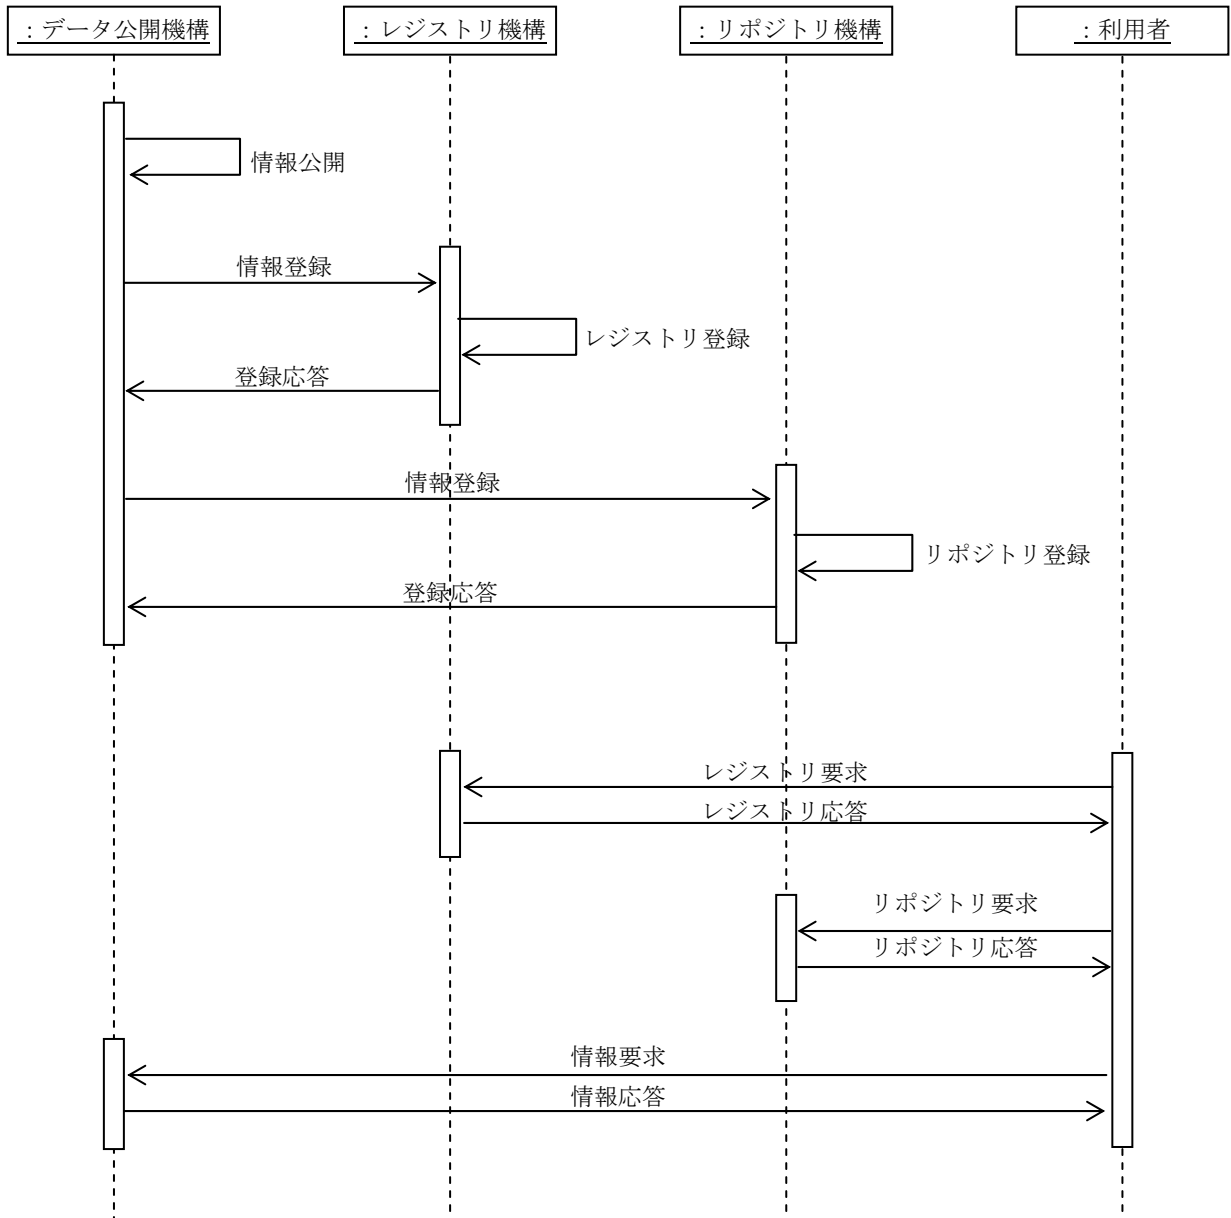 ：データ公開機構
：レジストリ機構
：リポジトリ機構
：利用者
情報公開
情報登録
レジストリ登録
登録応答
情報登録
リポジトリ登録
登録応答
レジストリ要求
レジストリ応答
リポジトリ要求
リポジトリ応答
情報要求
情報応答